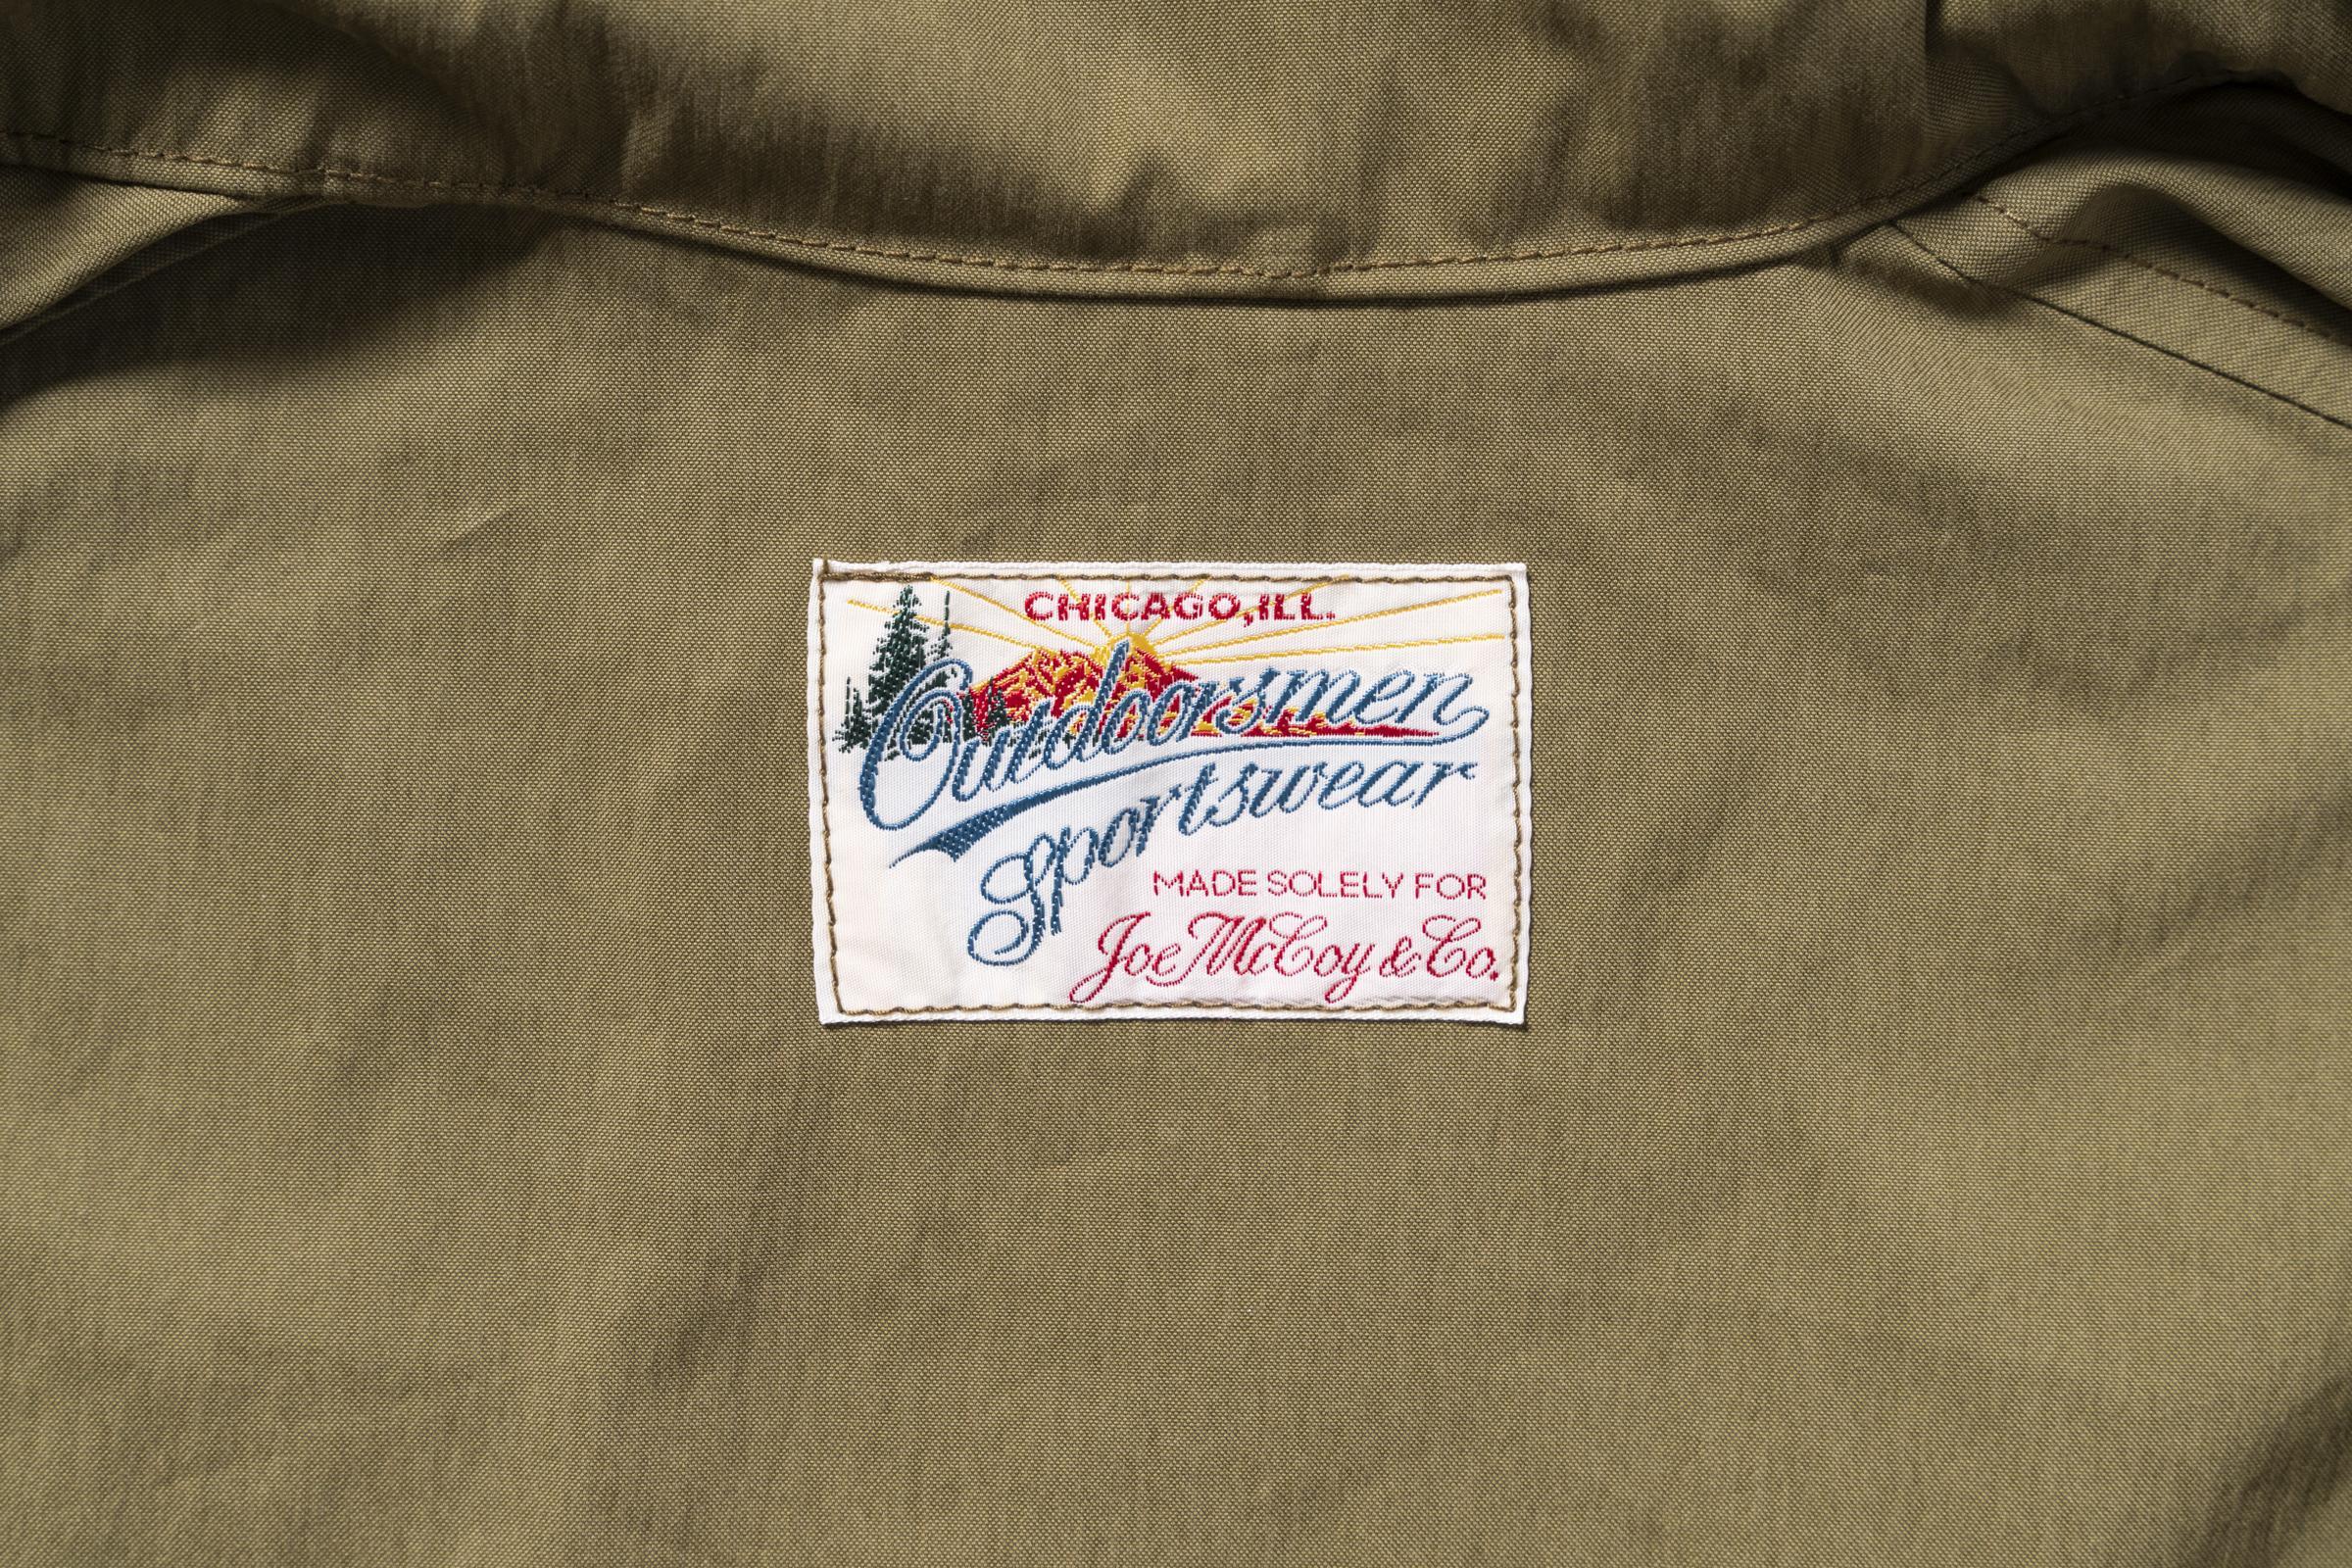 CHICAGO, ILL.
Outdoorsmen
Sportswear
MADE SOLELY FOR
Joe McCoy & Co.